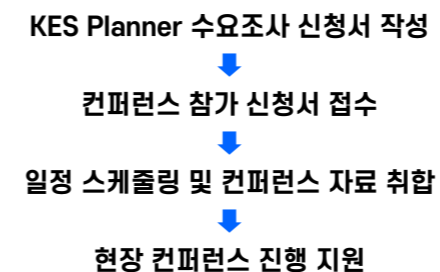 KES Planner 수요조사 신청서 작성
컨퍼런스 참가 신청서 접수
일정 스케줄링 및 컨퍼런스 자료 취합
현장 컨퍼런스 진행 지원